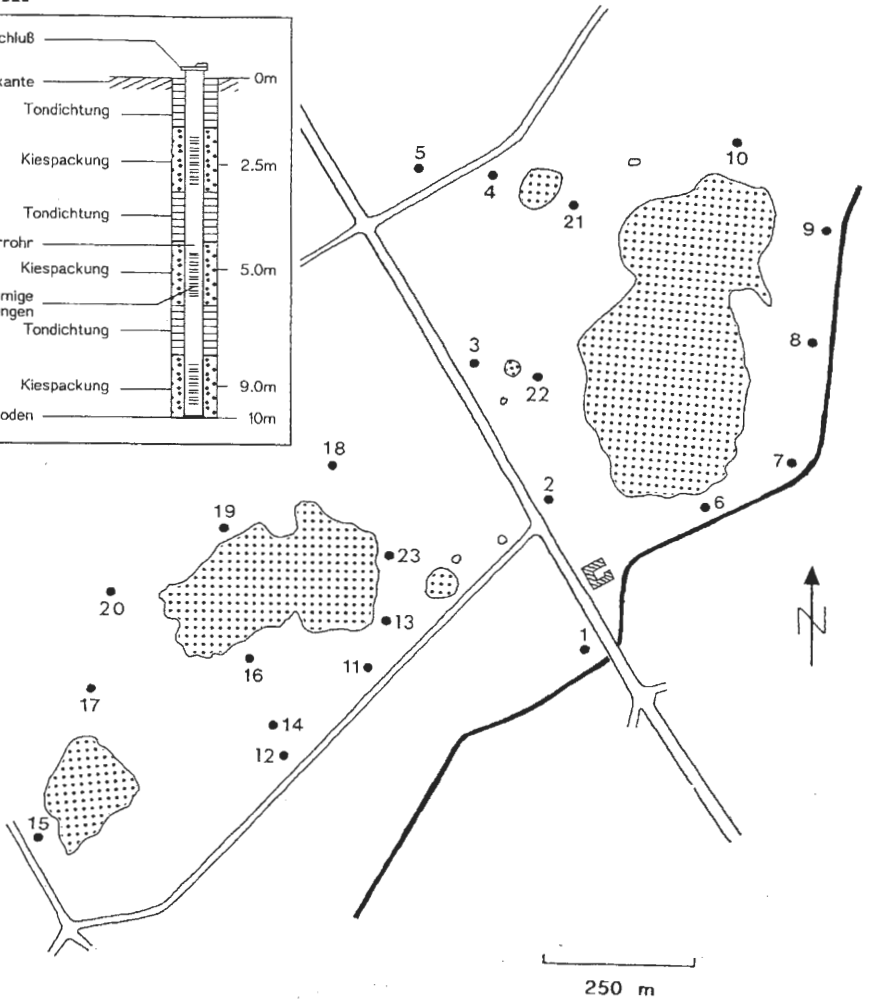 chluß
kante
0m
Tondichtung
Kiespackung
2.5m
Tondichtung
rrohr
Kiespackung
5.0m
mige
ngen
Tondichtung
Kiespackung
9.0m
oden
10m
5
4
21
10
9
8
3
22
7
18
2
6
19
23
20
13
1
16
11
17
14
12
15
N
250 m